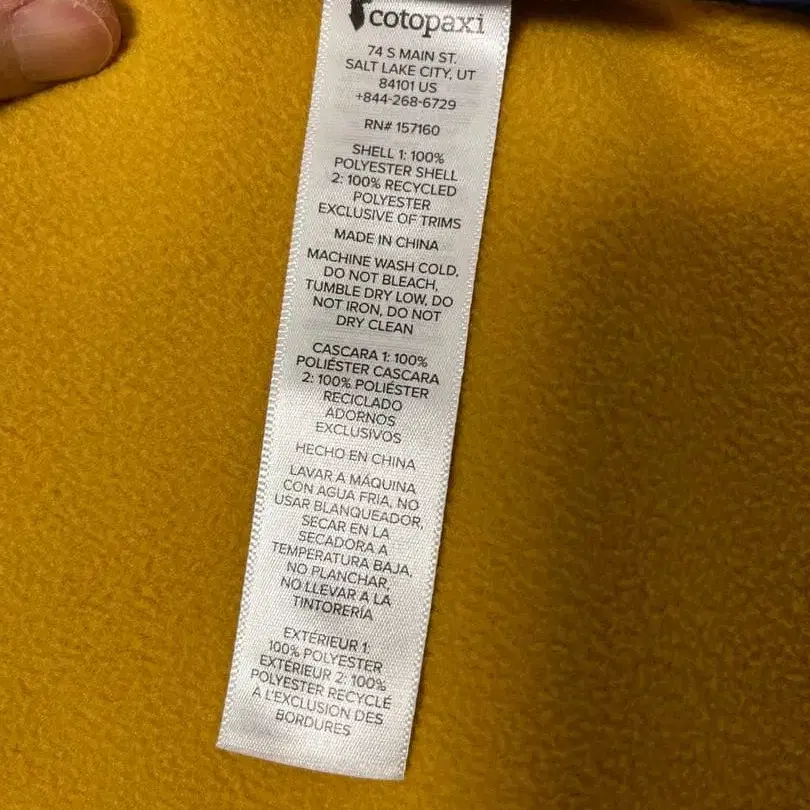 cotopaxi
74 S MAIN ST.
SALT LAKE CITY, UT
84101 US
+844-268-6729
RN# 157160
SHELL 1: 100%
POLYESTER SHELL
2: 100% RECYCLED
POLYESTER
EXCLUSIVE OF TRIMS
MADE IN CHINA
MACHINE WASH COLD,
DO NOT BLEACH,
TUMBLE DRY LOW, DO
NOT IRON, DO NOT
DRY CLEAN
CASCARA 1: 100%
POLIÉSTER CASCARA
2: 100% POLIÉSTER
RECICLADO
ADORNOS
EXCLUSIVOS
HECHO EN CHINA
LAVAR A MÁQUINA
CON AGUA FRIA, NO
USAR BLANQUEADOR,
SECAR EN LA
SECADORA A
TEMPERATURA BAJA,
NO PLANCHAR,
NO LLEVAR A LA
TINTORERÍA
EXTÉRIEUR 1:
100% POLYESTER
EXTÉRIEUR 2: 100%
POLYESTER RECYCLÉ
À L'EXCLUSION DES
BORDURES